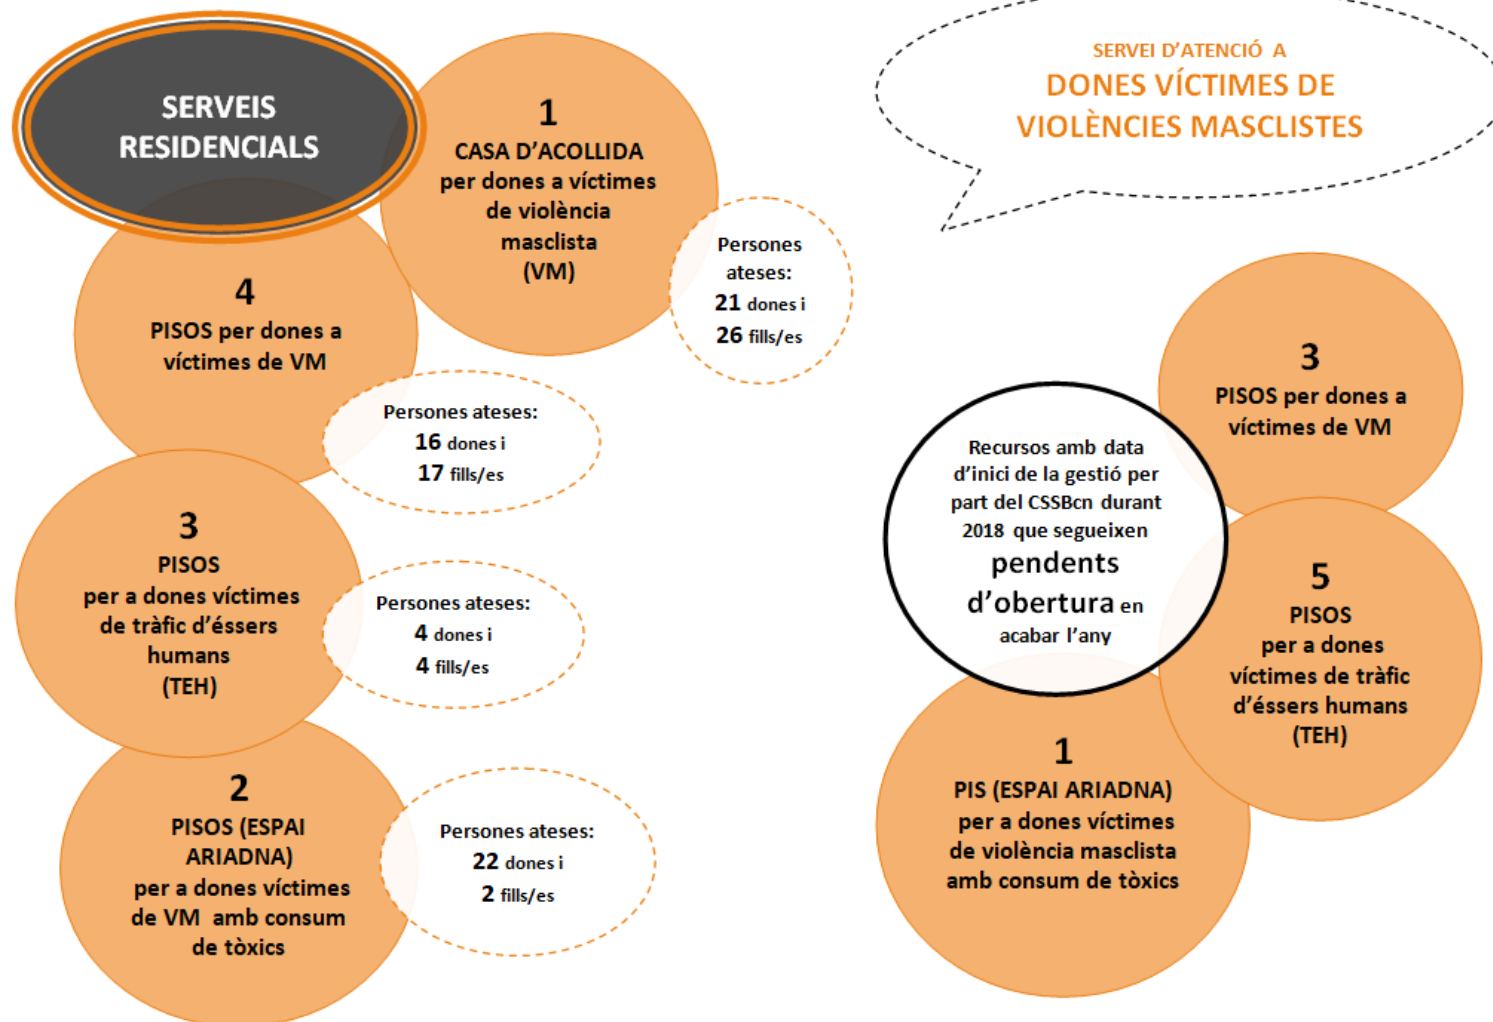 SERVEIS
RESIDENCIALS
1
CASA D'ACOLLIDA
per dones a víctimes
de violència
masclista
(VM)
Persones
ateses:
21 dones i
26 fills/es
4
PISOS per dones a
víctimes de VM
Persones ateses:
16 dones i
17 fills/es
3
PISOS
per a dones víctimes
de tràfic d'éssers
humans
(TEH)
Persones ateses:
4 dones i
4 fills/es
2
PISOS (ESPAI
ARIADNA)
per a dones víctimes
de VM amb consum
de tòxics
Persones ateses:
22 dones i
2 fills/es
SERVEI D'ATENCIÓ A
DONES VÍCTIMES DE
VIOLÈNCIES MASCLISTES
Recursos amb data
d'inici de la gestió per
part del CSSBcn durant
2018 que segueixen
pendents
d'obertura en
acabar l'any
3
PISOS per dones a
víctimes de VM
5
PISOS
per a dones
víctimes de tràfic
d'éssers humans
(TEH)
1
PIS (ESPAI ARIADNA)
per a dones víctimes
de violència masclista
amb consum de tòxics